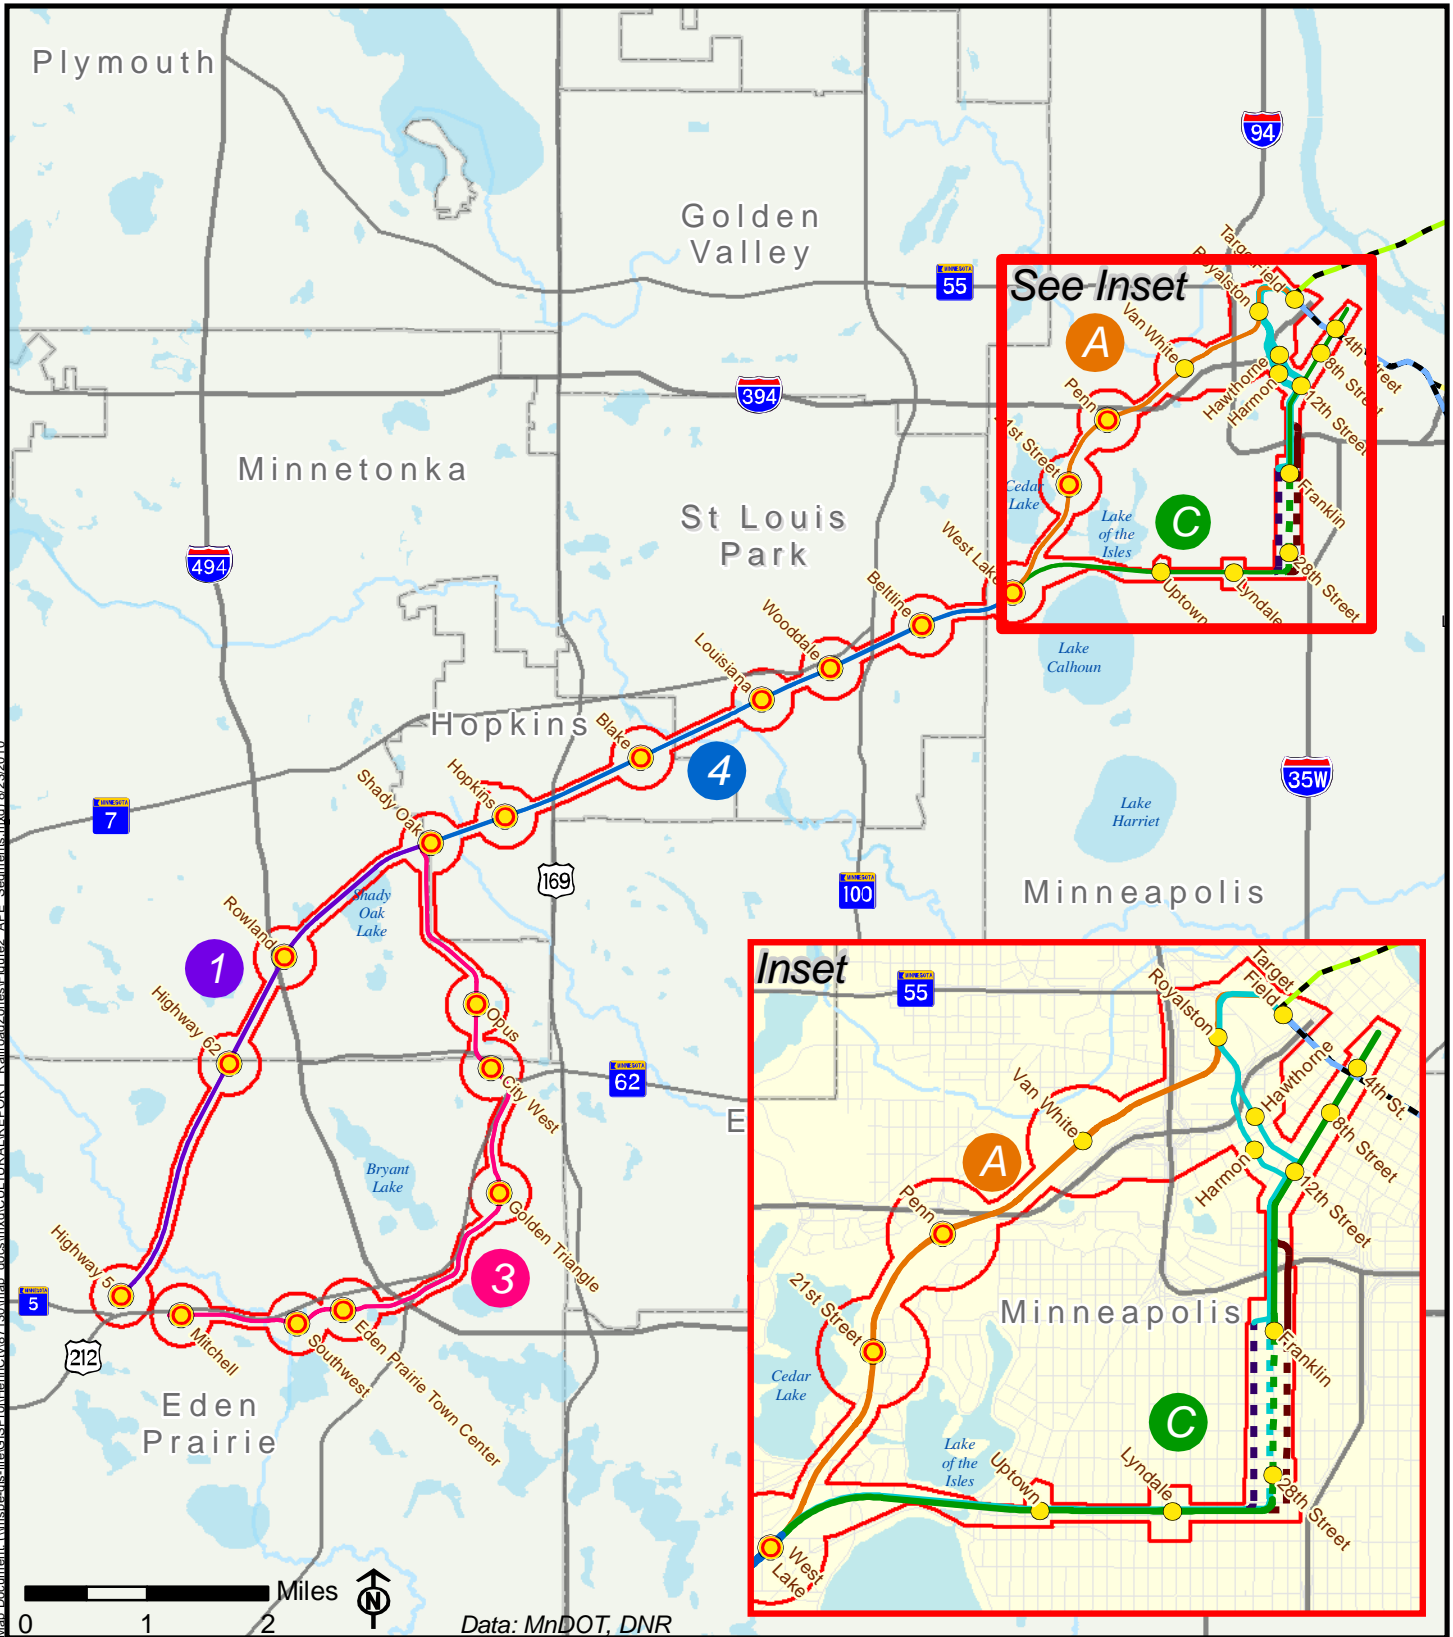 Plymouth
94
Golden
Valley
MINNESOTA
55
See Inset
Target Field
Royalston
A
Van White
4th Street
8th Street
Hawthorne
Harmon
12th Street
394
Penn
21st Street
Minnetonka
Cedar
Lake
Franklin
St Louis
Park
Lake
of the
Isles
C
494
West Lake
28th Street
Beltline
Uptown
Lyndale
Wooddale
Louisiana
Lake
Calhoun
Hopkins
Blake
4
Hopkins
35W
Shady Oak
MINNESOTA
7
Lake
Harriet
169
MINNESOTA
100
Minneapolis
Shady
Oak
Lake
Rowland
1
Highway 62
Opus
City West
MINNESOTA
62
E
Bryant
Lake
Golden Triangle
3
Highway 5
MINNESOTA
5
Mitchell
Southwest
Eden Prairie Town Center
212
Eden
Prairie
Inset
MINNESOTA
55
Target
Field
Royalston
Hawthorne
4th St.
8th Street
Van White
A
Harmon
12th Street
Penn
21st Street
Minneapolis
Franklin
Cedar
Lake
C
Lake
of the
Isles
Uptown
Lyndale
28th Street
West
Lake
Miles
0 1 2
N
Data: MnDOT, DNR